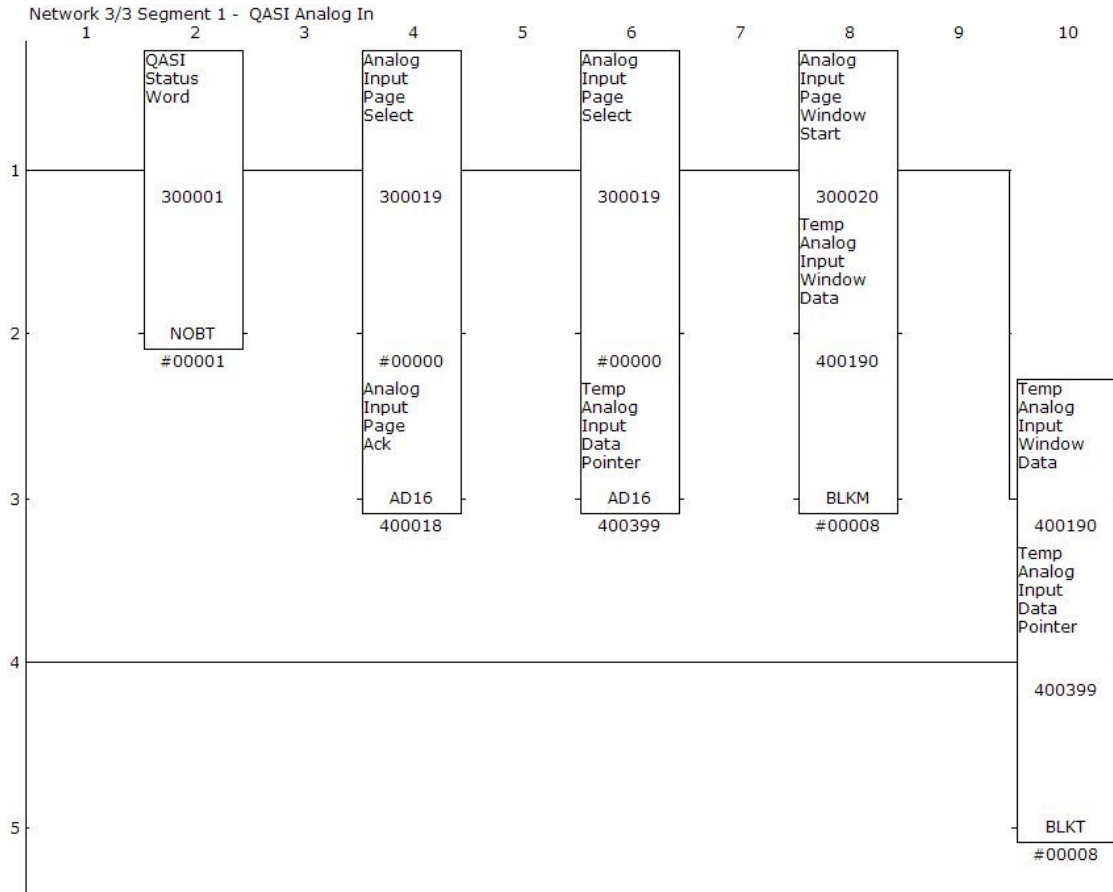 Network 3/3 Segment 1 - QASI Analog In
1 2 3 4 5 6 7 8 9 10
QASI
Status
Word
300001
NOBT
#00001
Analog
Input
Page
Select
300019
#00000
Analog
Input
Page
Ack
AD16
400018
Analog
Input
Page
Select
300019
#00000
Temp
Analog
Input
Data
Pointer
AD16
400399
Analog
Input
Page
Window
Start
300020
Temp
Analog
Input
Window
Data
400190
BLKM
#00008
Temp
Analog
Input
Window
Data
400190
Temp
Analog
Input
Data
Pointer
400399
BLKT
#00008
1
2
3
4
5